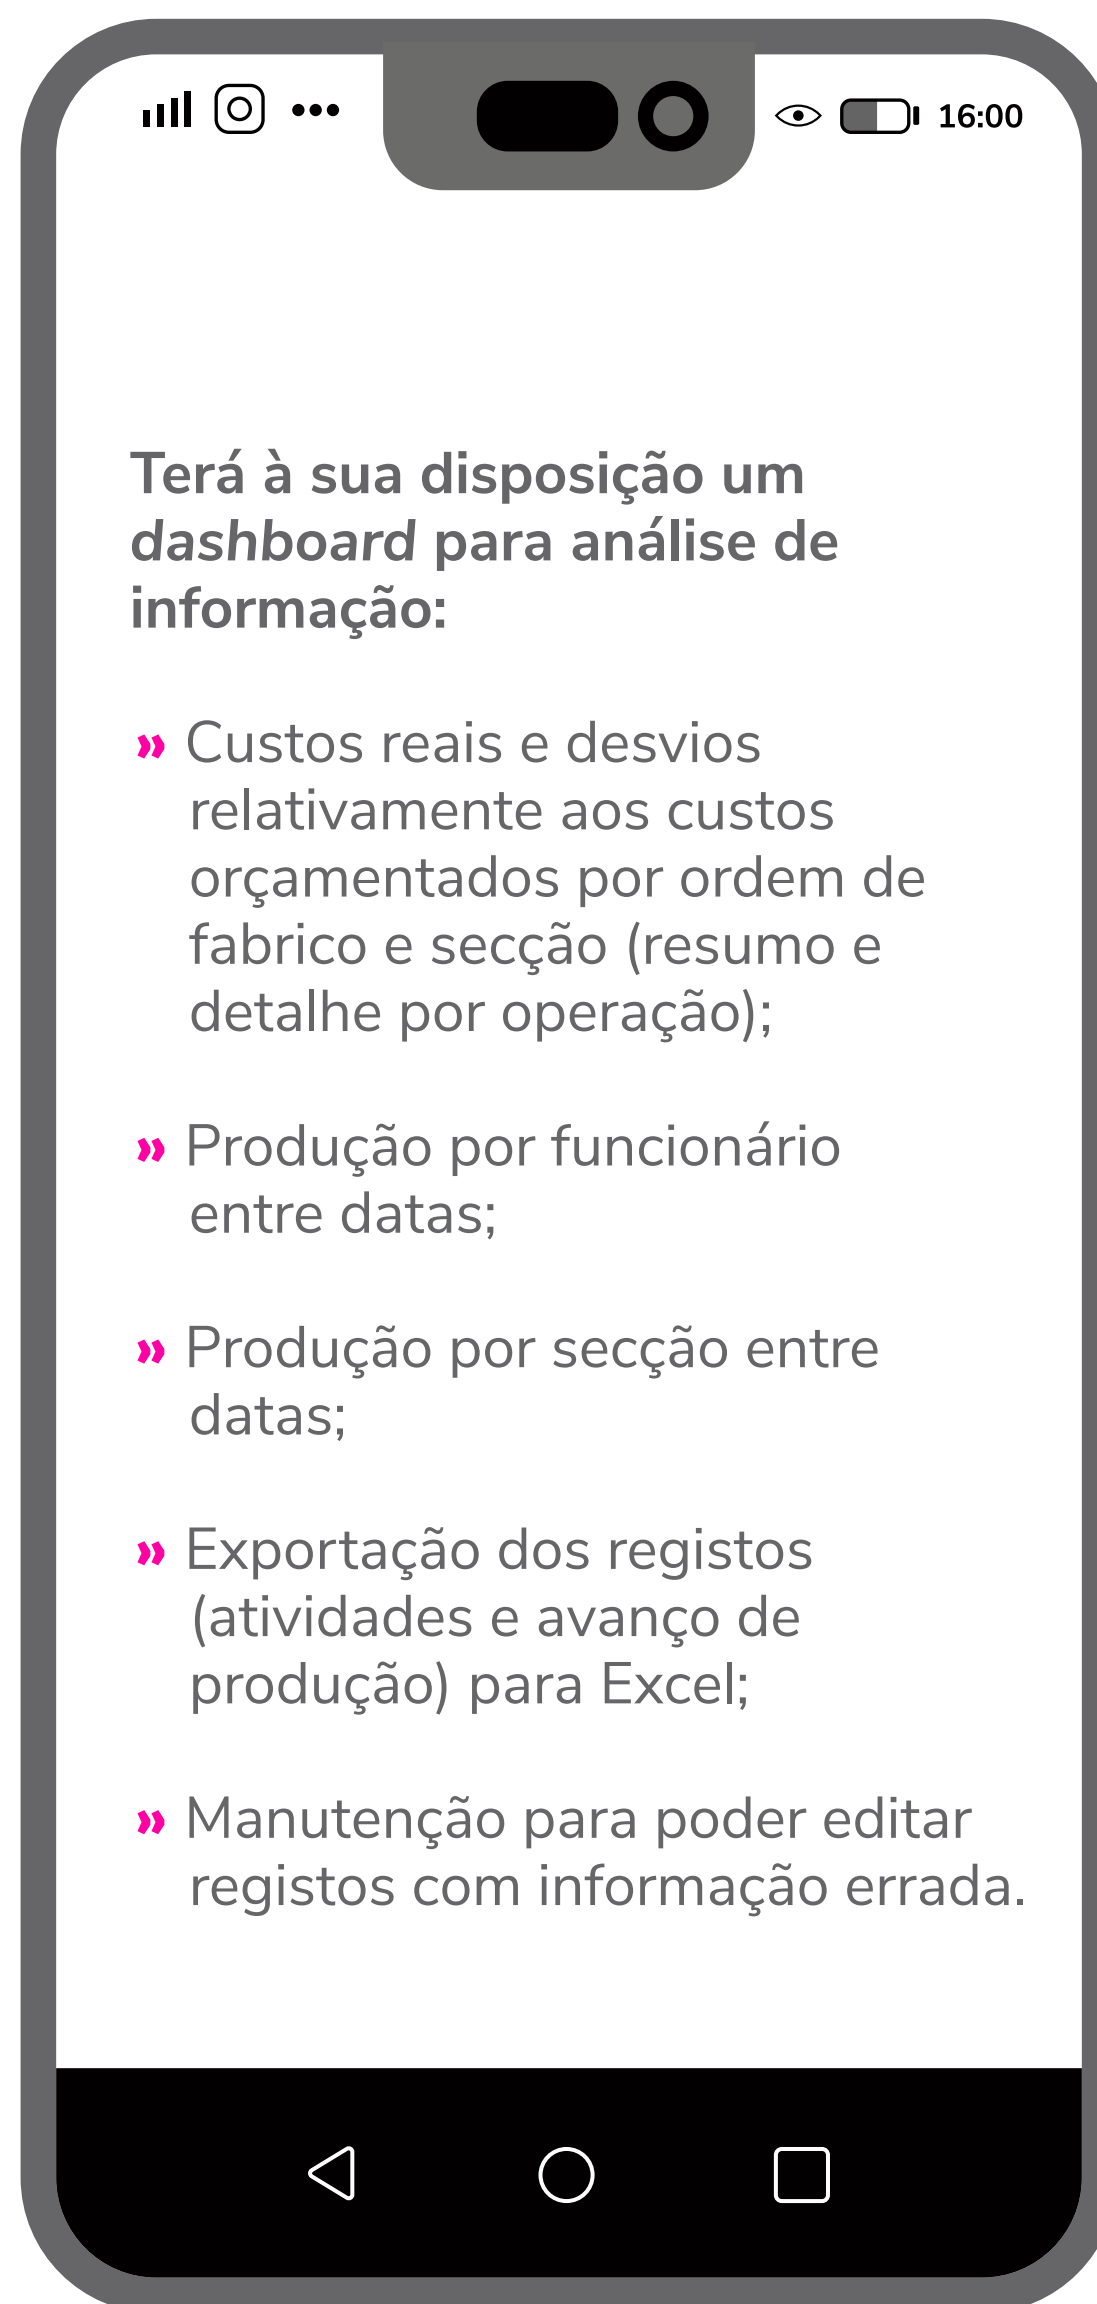 16:00
Terá à sua disposição um
dashboard para análise de
informação:
» Custos reais e desvios
relativamente aos custos
orçamentados por ordem de
fabrico e secção (resumo e
detalhe por operação);
» Produção por funcionário
entre datas;
» Produção por secção entre
datas;
» Exportação dos registos
(atividades e avanço de
produção) para Excel;
» Manutenção para poder editar
registos com informação errada.